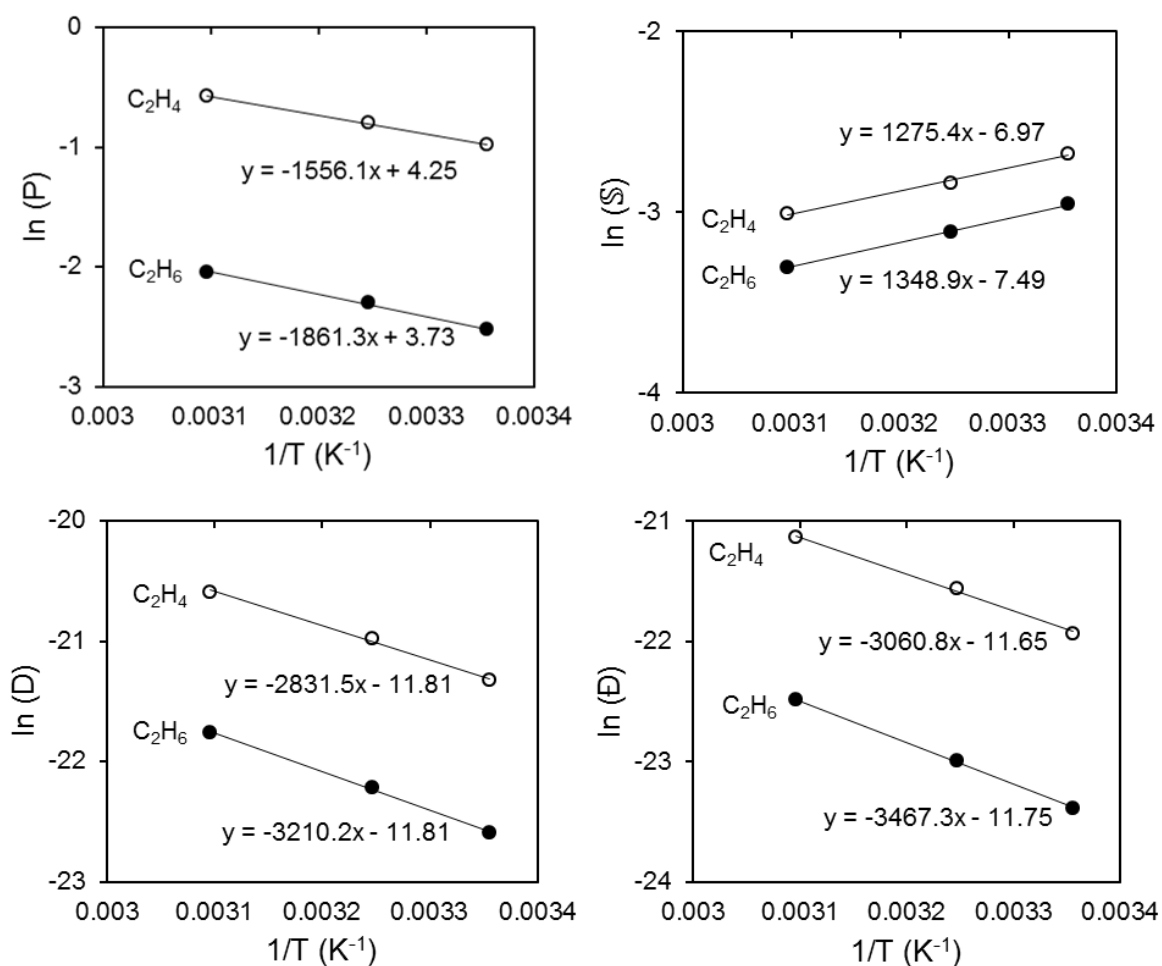 0
-1
-2
-3
ln (P)
C₂H₄
y = -1556.1x + 4.25
C₂H₆
y = -1861.3x + 3.73
0.003 0.0031 0.0032 0.0033 0.0034
1/T (K⁻¹)
-2
-3
-4
ln (𝕊)
y = 1275.4x - 6.97
C₂H₄
C₂H₆
y = 1348.9x - 7.49
0.003 0.0031 0.0032 0.0033 0.0034
1/T (K⁻¹)
-20
-21
-22
-23
ln (D)
C₂H₄
y = -2831.5x - 11.81
C₂H₆
y = -3210.2x - 11.81
0.003 0.0031 0.0032 0.0033 0.0034
1/T (K⁻¹)
-21
-22
-23
-24
ln (Đ)
C₂H₄
y = -3060.8x - 11.65
C₂H₆
y = -3467.3x - 11.75
0.003 0.0031 0.0032 0.0033 0.0034
1/T (K⁻¹)